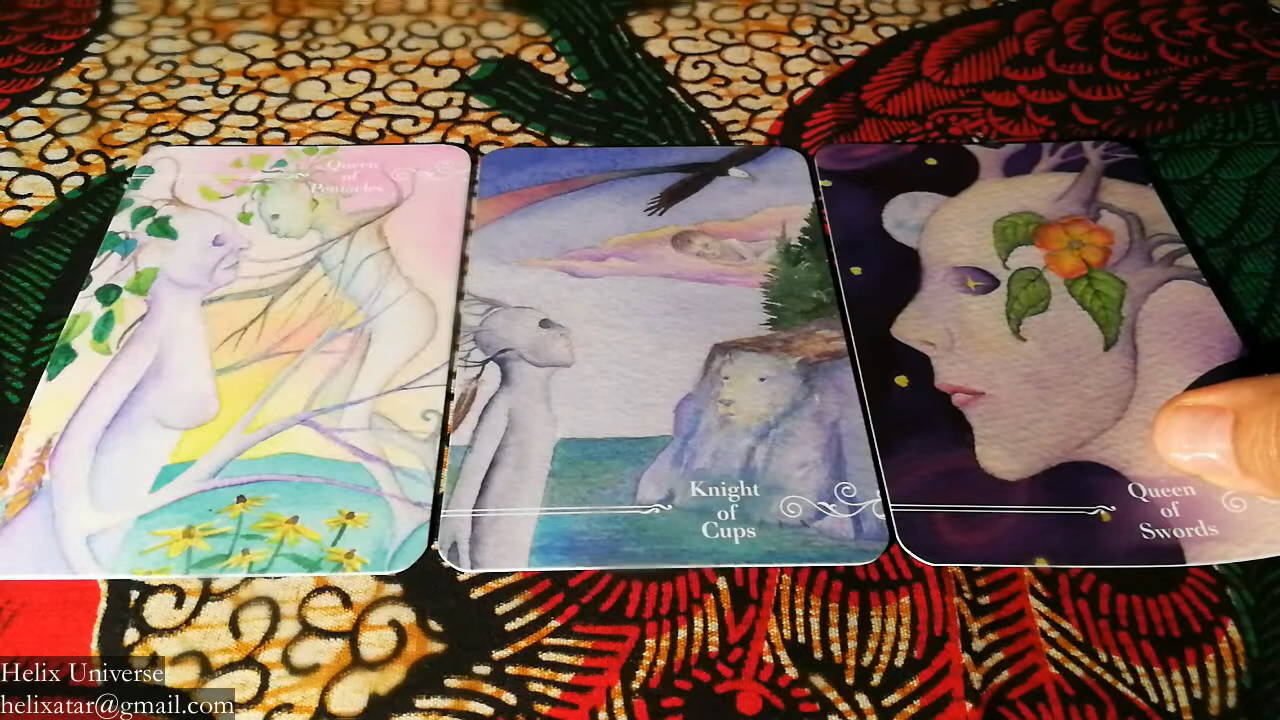 Queen
of
Pentacles
Knight
of
Cups
Queen
of
Swords
Helix Universe
helixatar@gmail.com